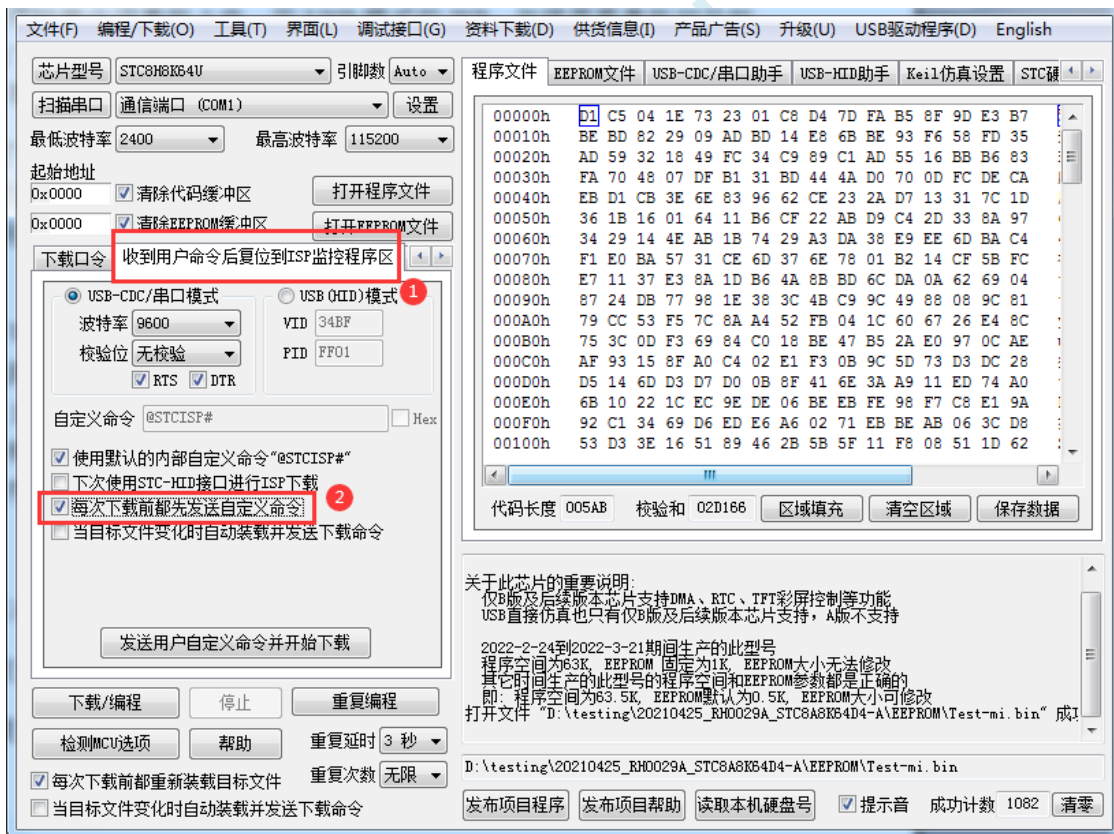 文件(F) 编程/下载(O) 工具(T) 界面(L) 调试接口(G) 资料下载(D) 供货信息(I) 产品广告(S) 升级(U) USB驱动程序(D) English
芯片型号 STC8H8K64U 引脚数 Auto
扫描串口 通信端口 (COM1) 设置
最低波特率 2400 最高波特率 115200
起始地址
0x0000 清除代码缓冲区 打开程序文件
0x0000 清除EEPROM缓冲区 打开EEPROM文件
下载口令 收到用户命令后复位到ISP监控程序区
1
USB-CDC/串口模式 USB(HID)模式
波特率 9600 VID 34BF
校验位 无校验 PID FF01
RTS DTR
自定义命令 @STCISP# Hex
使用默认的内部自定义命令"@STCISP#"
下次使用STC-HID接口进行ISP下载
2
每次下载前都先发送自定义命令
当目标文件变化时自动装载并发送下载命令
发送用户自定义命令并开始下载
下载/编程 停止 重复编程
检测MCU选项 帮助 重复延时 3 秒
每次下载前都重新装载目标文件 重复次数 无限
当目标文件变化时自动装载并发送下载命令
程序文件 EEPROM文件 USB-CDC/串口助手 USB-HID助手 Keil仿真设置 STC硬
00000h D1 C5 04 1E 73 23 01 C8 D4 7D FA B5 8F 9D E3 B7
00010h BE BD 82 29 09 AD BD 14 E8 6B BE 93 F6 58 FD 35
00020h AD 59 32 18 49 FC 34 C9 89 C1 AD 55 16 BB B6 83
00030h FA 70 48 07 DF B1 31 BD 44 4A D0 70 0D FC DE CA
00040h EB D1 CB 3E 6E 83 96 62 CE 23 2A D7 13 31 7C 1D
00050h 36 1B 16 01 64 11 B6 CF 22 AB D9 C4 2D 33 8A 97
00060h 34 29 14 4E AB 1B 74 29 A3 DA 38 E9 EE 6D BA C4
00070h F1 E0 BA 57 31 CE 6D 37 6E 78 01 B2 14 CF 5B FC
00080h E7 11 37 E3 8A 1D B6 4A 8B BD 6C DA 0A 62 69 04
00090h 87 24 DB 77 98 1E 38 3C 4B C9 9C 49 88 08 9C 81
000A0h 79 CC 53 F5 7C 8A A4 52 FB 04 1C 60 67 26 E4 8C
000B0h 75 3C 0D F3 69 84 C0 18 BE 47 B5 2A E0 97 0C AE
000C0h AF 93 15 8F A0 C4 02 E1 F3 0B 9C 5D 73 D3 DC 28
000D0h D5 14 6D D3 D7 D0 0B 8F 41 6E 3A A9 11 ED 74 A0
000E0h 6B 10 22 1C EC 9E DE 06 BE EB FE 98 F7 C8 E1 9A
000F0h 92 C1 34 69 D6 ED E6 A6 02 71 EB BE AB 06 3C D8
00100h 53 D3 3E 16 51 89 46 2B 5B 5F 11 F8 08 51 1D 62
代码长度 005AB 校验和 02D166 区域填充 清空区域 保存数据
关于此芯片的重要说明:
仅B版及后续版本芯片支持DMA、RTC、TFT彩屏控制等功能
USB直接仿真也只有仅B版及后续版本芯片支持，A版不支持
2022-2-24到2022-3-21期间生产的此型号
程序空间为63K, EEPROM 固定为1K, EEPROM大小无法修改
其它时间生产的此型号的程序空间和EEPROM参数都是正确的
即: 程序空间为63.5K, EEPROM默认为0.5K, EEPROM大小可修改
打开文件 "D:\testing\20210425_RH0029A_STC8A8K64D4-A\EEPROM\Test-mi.bin" 成
D:\testing\20210425_RH0029A_STC8A8K64D4-A\EEPROM\Test-mi.bin
发布项目程序 发布项目帮助 读取本机硬盘号 提示音 成功计数 1082 清零